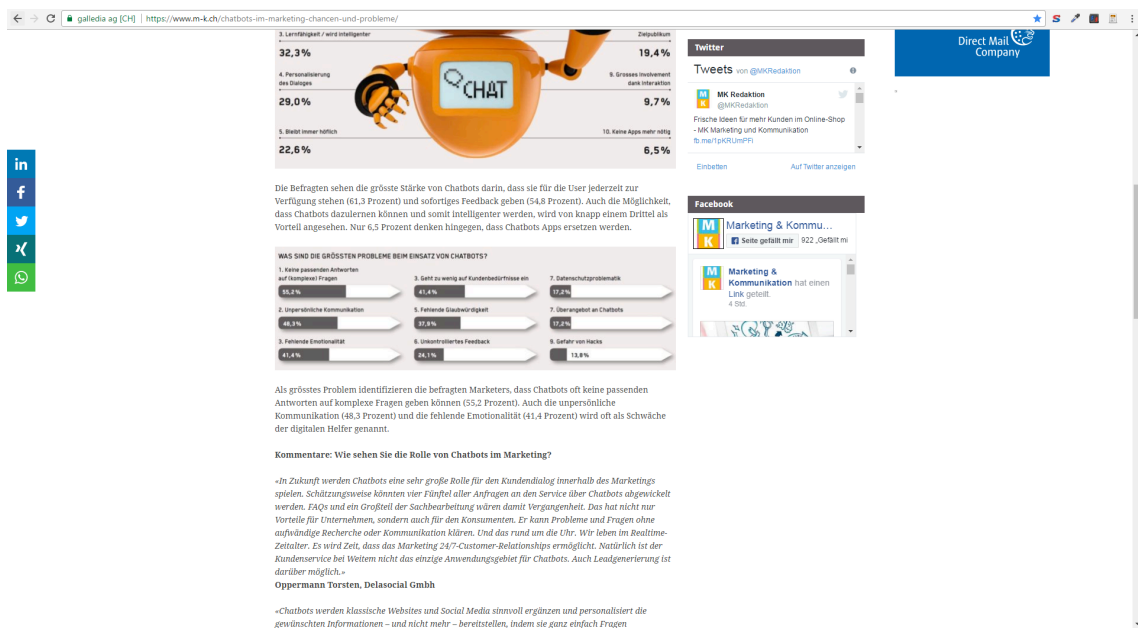 galledia ag [CH] | https://www.m-k.ch/chatbots-im-marketing-chancen-und-probleme/
3. Lernfähigkeit / wird intelligenter
32,3%
4. Personalisierung
des Dialoges
29,0%
5. Bleibt immer höflich
22,6%
CHAT
Zielpublikum
19,4%
9. Grosses Involvement
dank Interaktion
9,7%
10. Keine Apps mehr nötig
6,5%
Die Befragten sehen die grösste Stärke von Chatbots darin, dass sie für die User jederzeit zur
Verfügung stehen (61,3 Prozent) und sofortiges Feedback geben (54,8 Prozent). Auch die Möglichkeit,
dass Chatbots dazulernen können und somit intelligenter werden, wird von knapp einem Drittel als
Vorteil angesehen. Nur 6,5 Prozent denken hingegen, dass Chatbots Apps ersetzen werden.
WAS SIND DIE GRÖSSTEN PROBLEME BEIM EINSATZ VON CHATBOTS?
1. Keine passenden Antworten
auf (komplexe) Fragen
55,2%
2. Unpersönliche Kommunikation
48,3%
3. Fehlende Emotionalität
41,4%
3. Geht zu wenig auf Kundenbedürfnisse ein
41,4%
5. Fehlende Glaubwürdigkeit
37,9%
6. Unkontrolliertes Feedback
24,1%
7. Datenschutzproblematik
17,2%
7. Überangebot an Chatbots
17,2%
9. Gefahr von Hacks
13,8%
Als grösstes Problem identifizieren die befragten Marketers, dass Chatbots oft keine passenden
Antworten auf komplexe Fragen geben können (55,2 Prozent). Auch die unpersönliche
Kommunikation (48,3 Prozent) und die fehlende Emotionalität (41,4 Prozent) wird oft als Schwäche
der digitalen Helfer genannt.
Kommentare: Wie sehen Sie die Rolle von Chatbots im Marketing?
«In Zukunft werden Chatbots eine sehr große Rolle für den Kundendialog innerhalb des Marketings
spielen. Schätzungsweise könnten vier Fünftel aller Anfragen an den Service über Chatbots abgewickelt
werden. FAQs und ein Großteil der Sachbearbeitung wären damit Vergangenheit. Das hat nicht nur
Vorteile für Unternehmen, sondern auch für den Konsumenten. Er kann Probleme und Fragen ohne
aufwändige Recherche oder Kommunikation klären. Und das rund um die Uhr. Wir leben im Realtime-
Zeitalter. Es wird Zeit, dass das Marketing 24/7-Customer-Relationships ermöglicht. Natürlich ist der
Kundenservice bei Weitem nicht das einzige Anwendungsgebiet für Chatbots. Auch Leadgenerierung ist
darüber möglich.»
Oppermann Torsten, Delasocial Gmbh
«Chatbots werden klassische Websites und Social Media sinnvoll ergänzen und personalisiert die
gewünschten Informationen – und nicht mehr – bereitstellen, indem sie ganz einfach Fragen
Twitter
Tweets von @MKRedaktion
MK Redaktion
@MKRedaktion
Frische Ideen für mehr Kunden im Online-Shop
- MK Marketing und Kommunikation
fb.me/1pKRUmPFi
Einbetten
Auf Twitter anzeigen
Facebook
Marketing & Kommu...
Seite gefällt mir
922 „Gefällt mi
Marketing &
Kommunikation hat einen
Link geteilt.
4 Std.
Direct Mail
Company